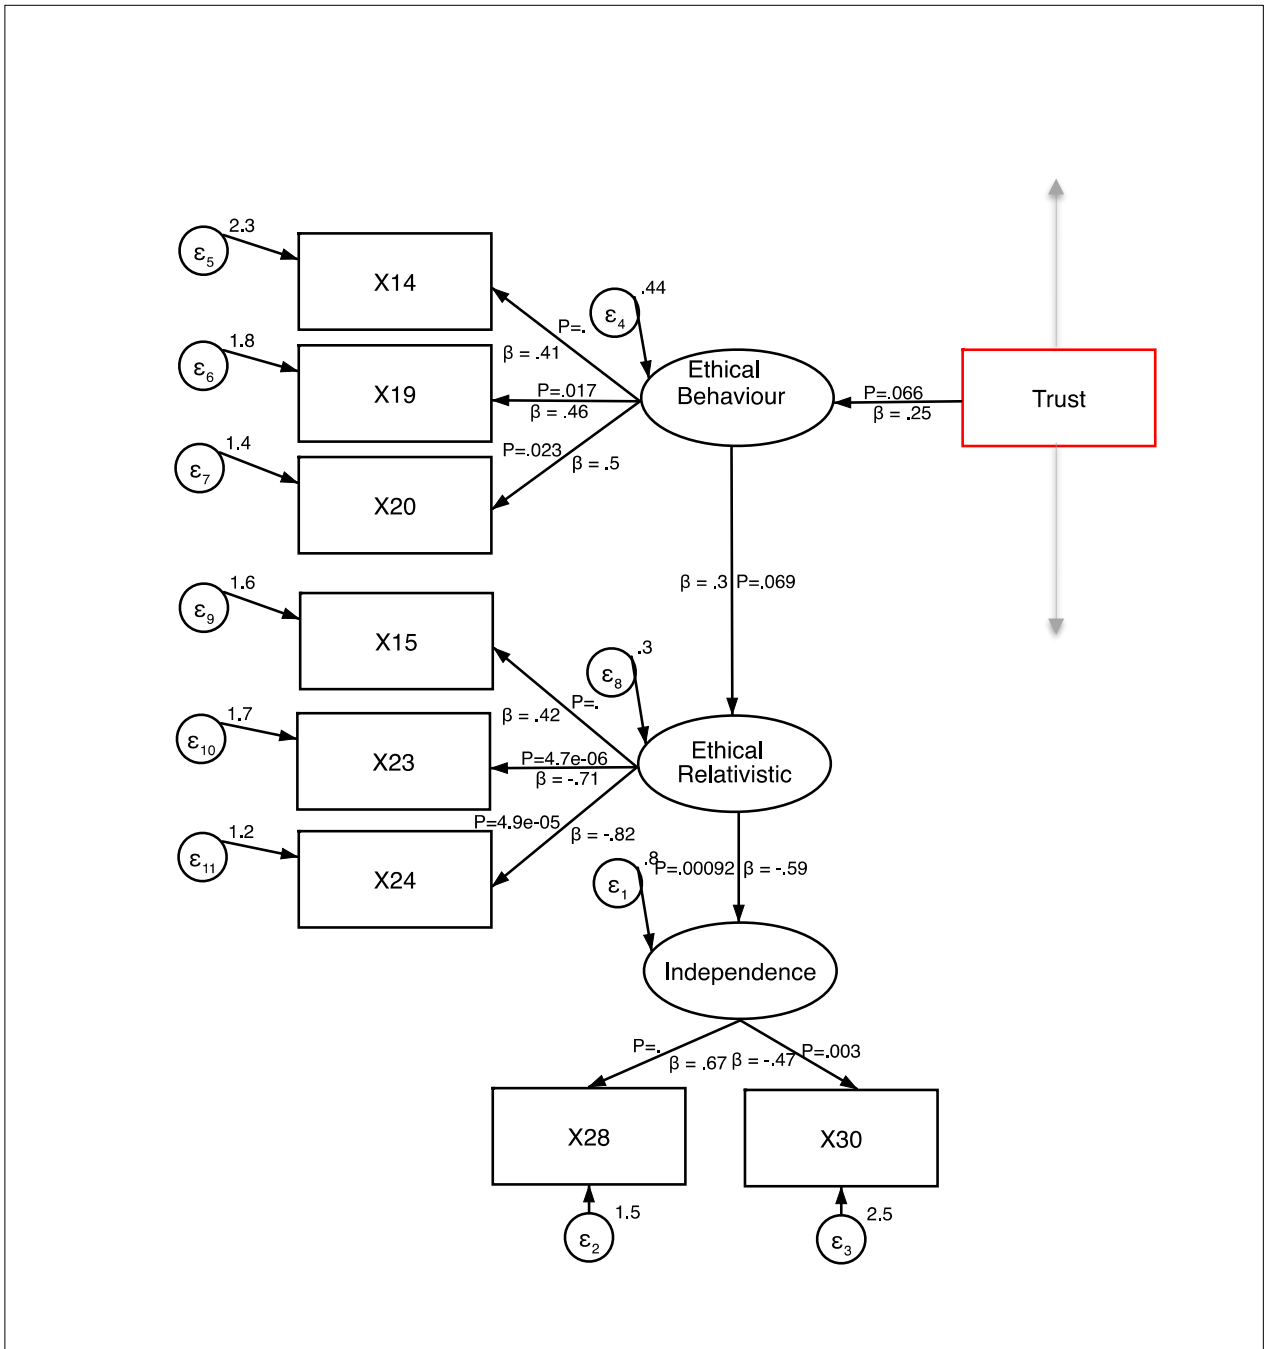 2.3
ε5
X14
.44
ε4
P=.
β = .41
1.8
ε6
X19
P=.017
β = .46
Ethical
Behaviour
P=.066
β = .25
Trust
1.4
ε7
X20
P=.023
β = .5
β = .3 P=.069
1.6
ε9
X15
.3
ε8
P=.
β = .42
1.7
ε10
X23
P=4.7e-06
β = -.71
Ethical
Relativistic
1.2
ε11
X24
P=4.9e-05
β = -.82
.8
ε1
P=.00092 β = -.59
Independence
P=.
β = .67 β = -.47 P=.003
X28
X30
1.5
ε2
2.5
ε3